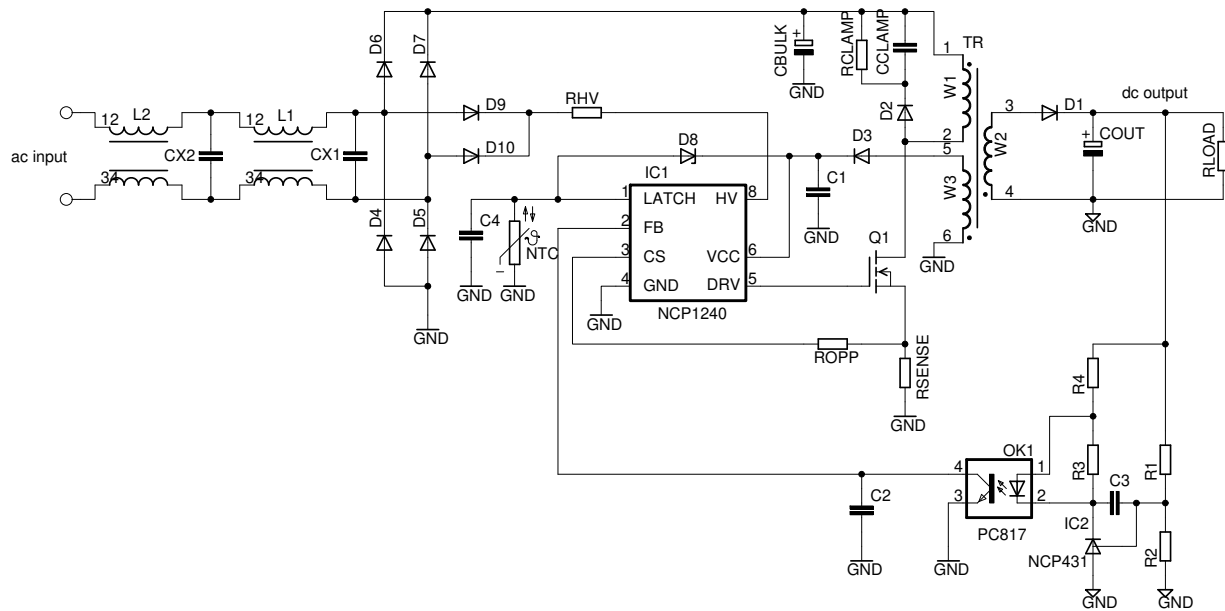 D6
D7
CBULK
+
RCLAMP
CCLAMP
1
TR
W1
GND
RHV
D9
D2
2
12
L2
12
L1
3
D1
dc output
ac input
CX2
CX1
D10
D8
D3
5
W2
+
COUT
RLOAD
34
34
IC1
C1
W3
4
D4
D5
C4
1
LATCH
HV
8
GND
GND
2
FB
Q1
6
ϑ
NTC
3
CS
VCC
6
GND
GND
GND
–
4
GND
DRV
5
GND
NCP1240
GND
ROPP
RSENSE
R4
GND
OK1
4
1
R3
R1
C2
3
2
C3
PC817
IC2
NCP431
R2
GND
GND
GND
GND